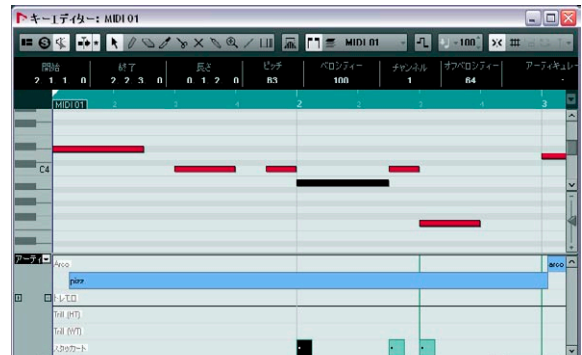 キーエディター: MIDI 01
MIDI 01 100
開始 終了 長さ ピッチ ベロシティー チャンネル オフベロシティー アーティキュレー
2 1 1 0 2 2 3 0 0 1 2 0 B3 100 1 64 -
MIDI 01 2 3 4 2 2 3 4 3
C4
アーティ
Arco arco
pizz
トレモロ
Trill (HT)
Trill (WT)
スタッカート